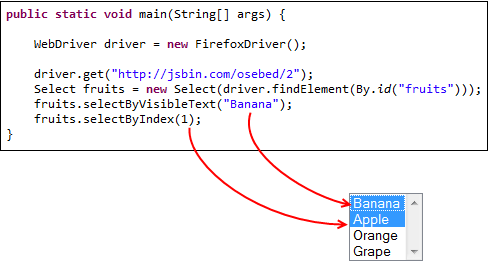 public static void main(String[] args) {
WebDriver driver = new FirefoxDriver();
driver.get("http://jsbin.com/osebed/2");
Select fruits = new Select(driver.findElement(By.id("fruits")));
fruits.selectByVisibleText("Banana");
fruits.selectByIndex(1);
}
Banana
Apple
Orange
Grape